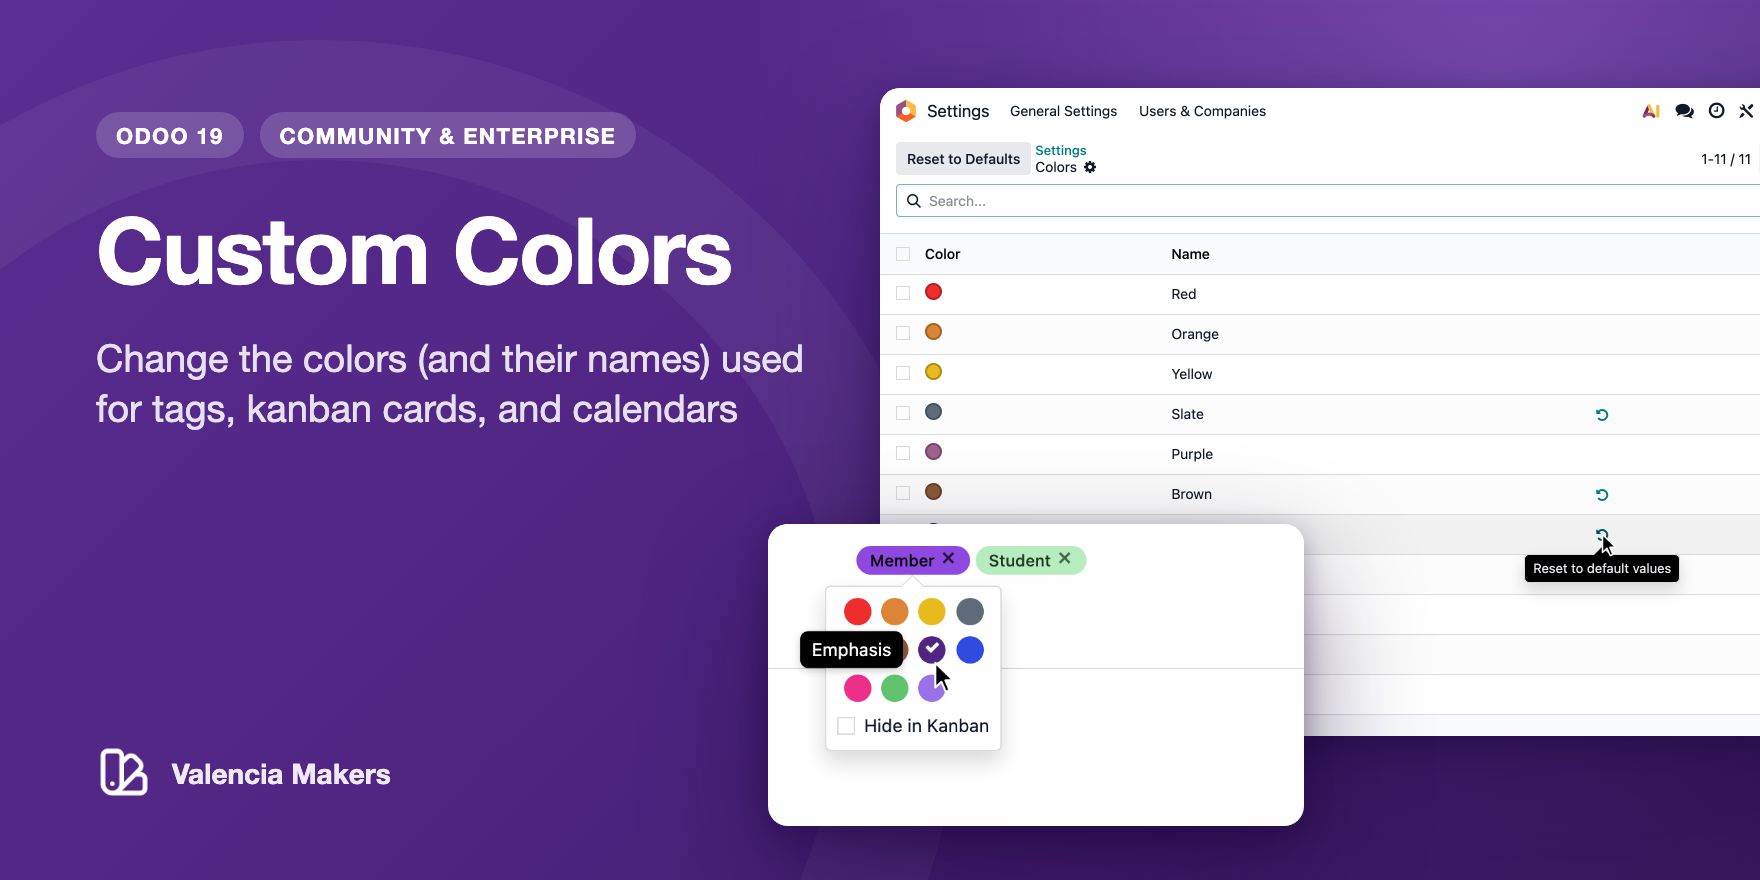 ODOO 19
COMMUNITY & ENTERPRISE
Custom Colors
Change the colors (and their names) used
for tags, kanban cards, and calendars
Valencia Makers
Settings
General Settings
Users & Companies
AI
Reset to Defaults
Settings
Colors
1-11 / 11
Search...
Color
Name
Red
Orange
Yellow
Slate
Purple
Brown
Reset to default values
Member
Student
Emphasis
Hide in Kanban